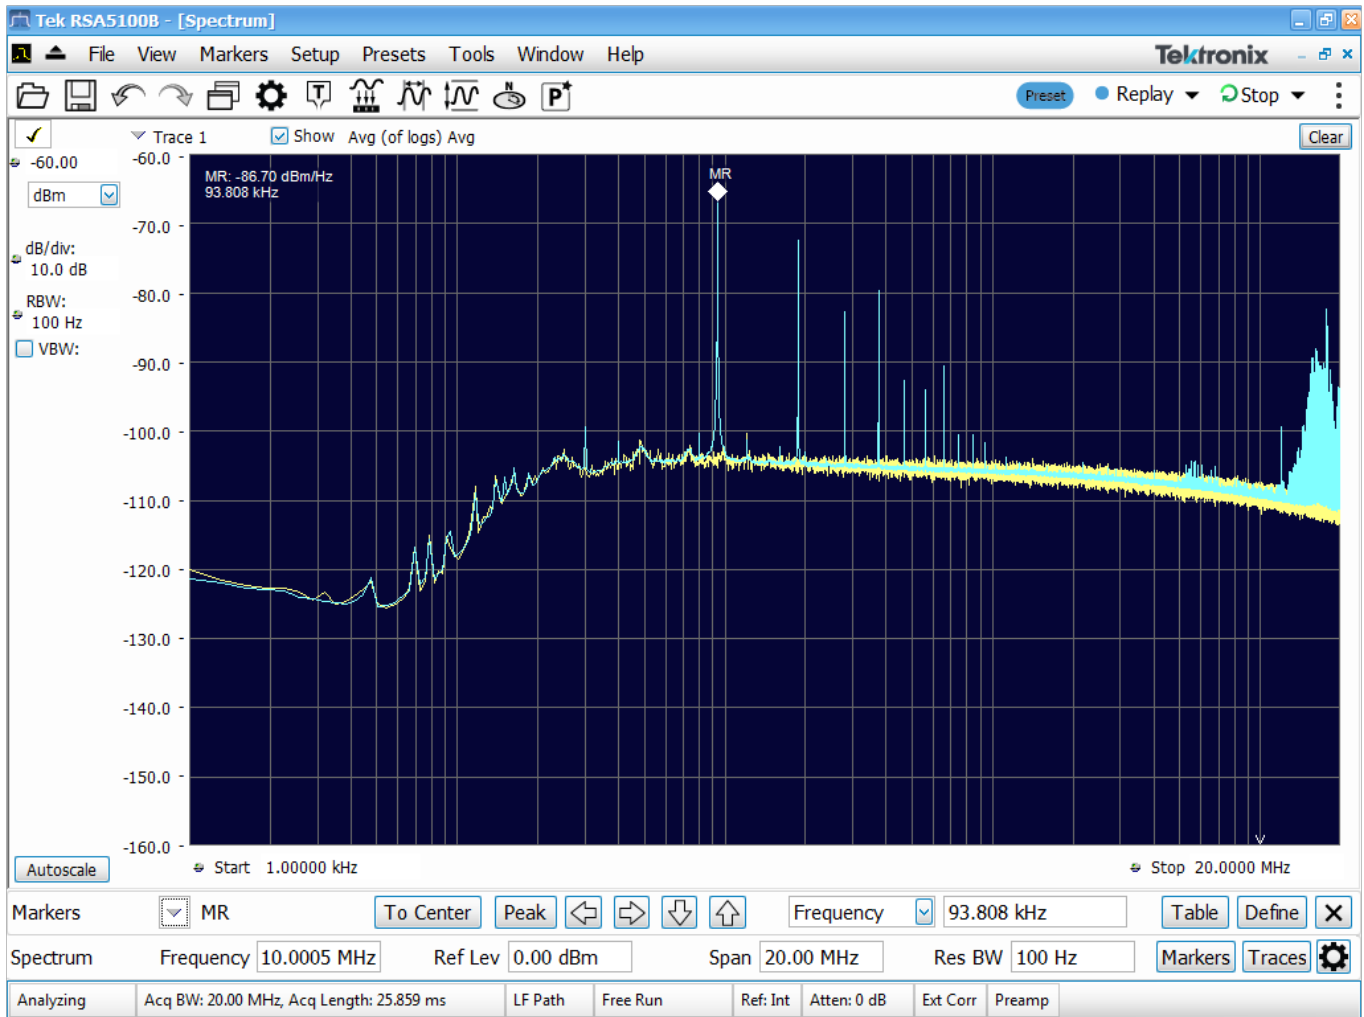 Tek RSA5100B - [Spectrum]
File View Markers Setup Presets Tools Window Help Tektronix
Preset Replay Stop
Trace 1 Show Avg (of logs) Avg Clear
-60.00
dBm
dB/div:
10.0 dB
RBW:
100 Hz
VBW:
-60.0
-70.0
-80.0
-90.0
-100.0
-110.0
-120.0
-130.0
-140.0
-150.0
-160.0
MR: -86.70 dBm/Hz
93.808 kHz
MR
Autoscale Start 1.00000 kHz Stop 20.0000 MHz
Markers MR To Center Peak Frequency 93.808 kHz Table Define
Spectrum Frequency 10.0005 MHz Ref Lev 0.00 dBm Span 20.00 MHz Res BW 100 Hz Markers Traces
Analyzing Acq BW: 20.00 MHz, Acq Length: 25.859 ms LF Path Free Run Ref: Int Atten: 0 dB Ext Corr Preamp